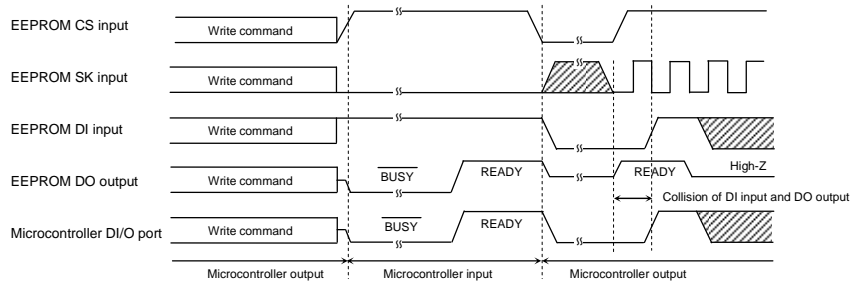 EEPROM CS input
Write command
EEPROM SK input
Write command
EEPROM DI input
Write command
EEPROM DO output
Write command
BUSY
READY
READY
High-Z
Collision of DI input and DO output
Microcontroller DI/O port
Write command
BUSY
READY
Microcontroller output
Microcontroller input
Microcontroller output